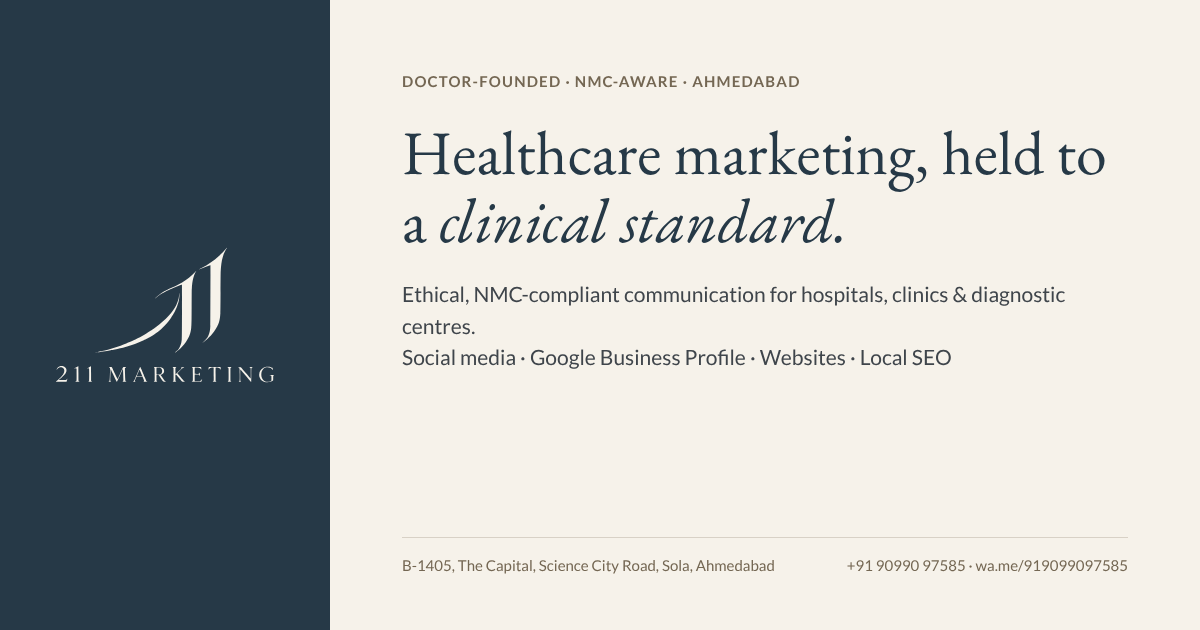 211 MARKETING
DOCTOR-FOUNDED · NMC-AWARE · AHMEDABAD
Healthcare marketing, held to
a clinical standard.
Ethical, NMC-compliant communication for hospitals, clinics & diagnostic
centres.
Social media · Google Business Profile · Websites · Local SEO
B-1405, The Capital, Science City Road, Sola, Ahmedabad
+91 90990 97585 · wa.me/919099097585